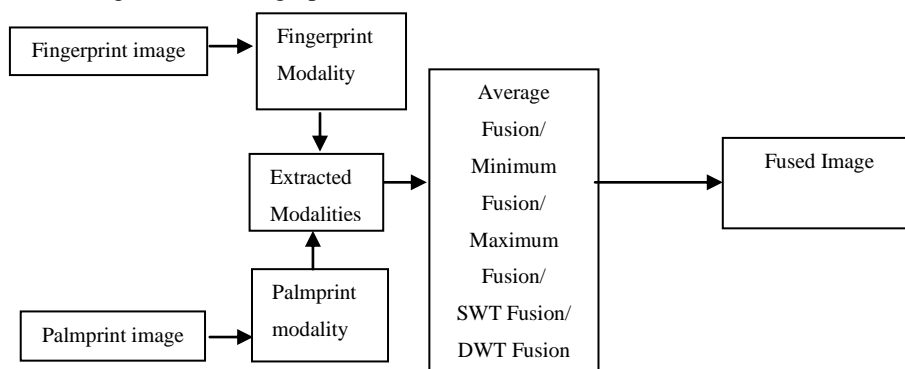 Fingerprint image
Fingerprint
Modality
Extracted
Modalities
Palmprint image
Palmprint
modality
Average
Fusion/
Minimum
Fusion/
Maximum
Fusion/
SWT Fusion/
DWT Fusion
Fused Image